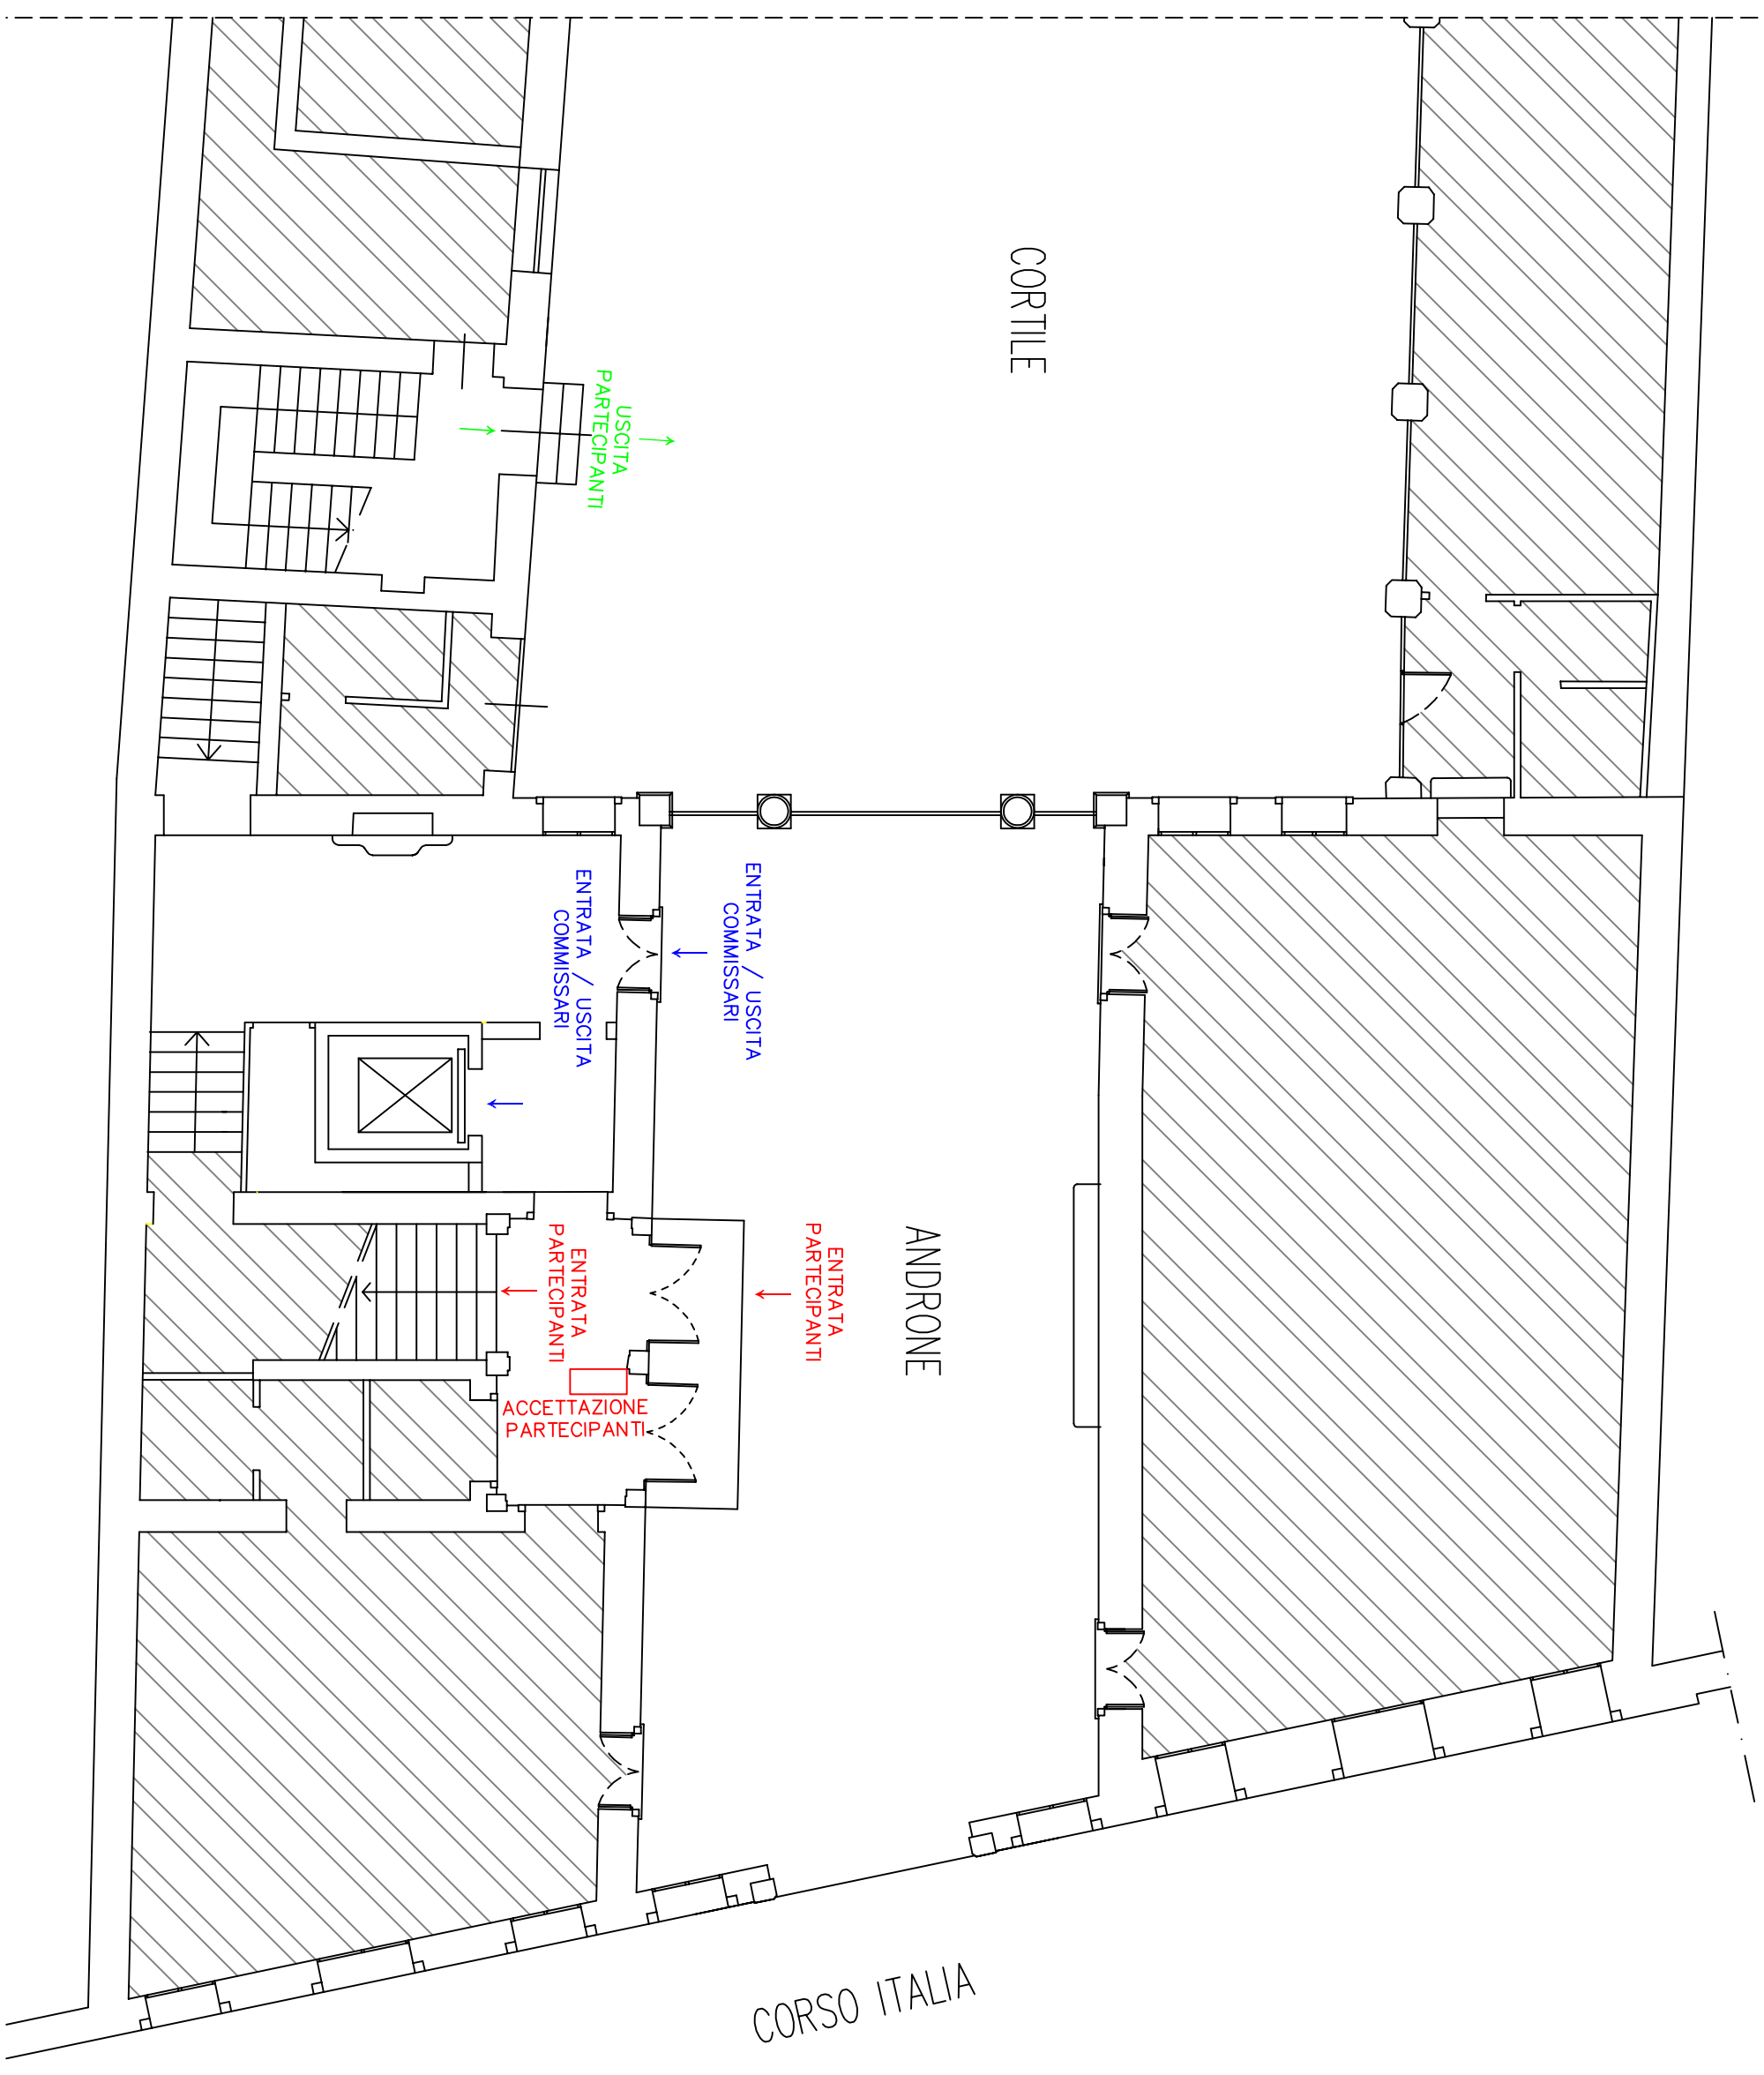 CORTILE
USCITA
PARTECIPANTI
ENTRATA / USCITA
COMMISSARI
ENTRATA / USCITA
COMMISSARI
ENTRATA
PARTECIPANTI
ENTRATA
PARTECIPANTI
ANDRONE
ACCETTAZIONE
PARTECIPANTI
CORSO ITALIA